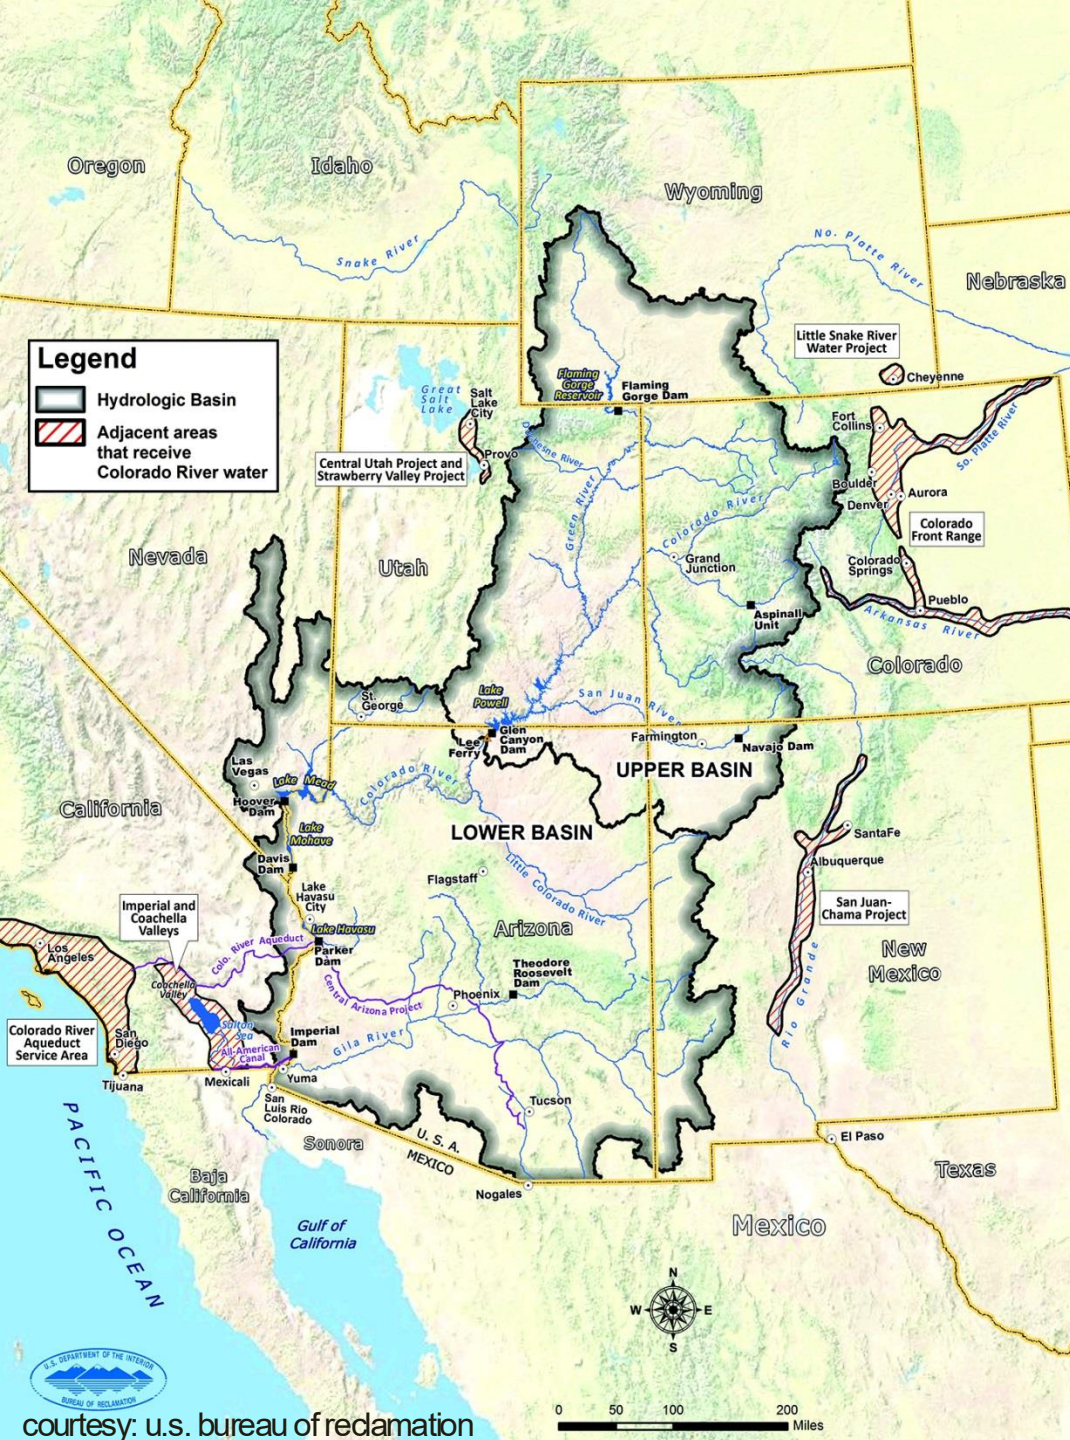 Oregon
Idaho
Wyoming
Snake River
No. Platte River
Nebraska
Legend
Hydrologic Basin
Adjacent areas
that receive
Colorado River water
Little Snake River
Water Project
Cheyenne
Flaming
Gorge
Reservoir
Flaming
Gorge Dam
Great
Salt
Lake
Salt
Lake
City
Provo
Central Utah Project and
Strawberry Valley Project
Duchesne River
Fort
Collins
So. Platte River
Boulder
Denver
Aurora
Colorado
Front Range
Nevada
Utah
Green River
Colorado River
Grand
Junction
Colorado
Springs
Pueblo
Arkansas River
Aspinall
Unit
Colorado
St.
George
Lake
Powell
San Juan River
Glen
Canyon
Dam
Lee
Ferry
Farmington
Navajo Dam
UPPER BASIN
Las
Vegas
Lake Mead
Hoover
Dam
Colorado River
California
Lake
Mohave
LOWER BASIN
Davis
Dam
SantaFe
Albuquerque
Flagstaff
Little Colorado River
Lake
Havasu
City
Imperial and
Coachella
Valleys
Lake Havasu
San Juan-
Chama Project
Los
Angeles
Colo. River Aqueduct
Parker
Dam
Arizona
New
Mexico
Coachella
Valley
Central Arizona Project
Theodore
Roosevelt
Dam
Phoenix
Rio Grande
Colorado River
Aqueduct
Service Area
San
Diego
Salton
Sea
Imperial
Dam
Gila River
All-American
Canal
Tijuana
Mexicali
Yuma
San
Luis Rio
Colorado
Tucson
Sonora
U. S. A.
MEXICO
El Paso
Texas
PACIFIC OCEAN
Baja
California
Nogales
Mexico
Gulf of
California
N
W
E
S
U.S. DEPARTMENT OF THE INTERIOR
BUREAU OF RECLAMATION
0 50 100 200
Miles
courtesy: u.s. bureau of reclamation